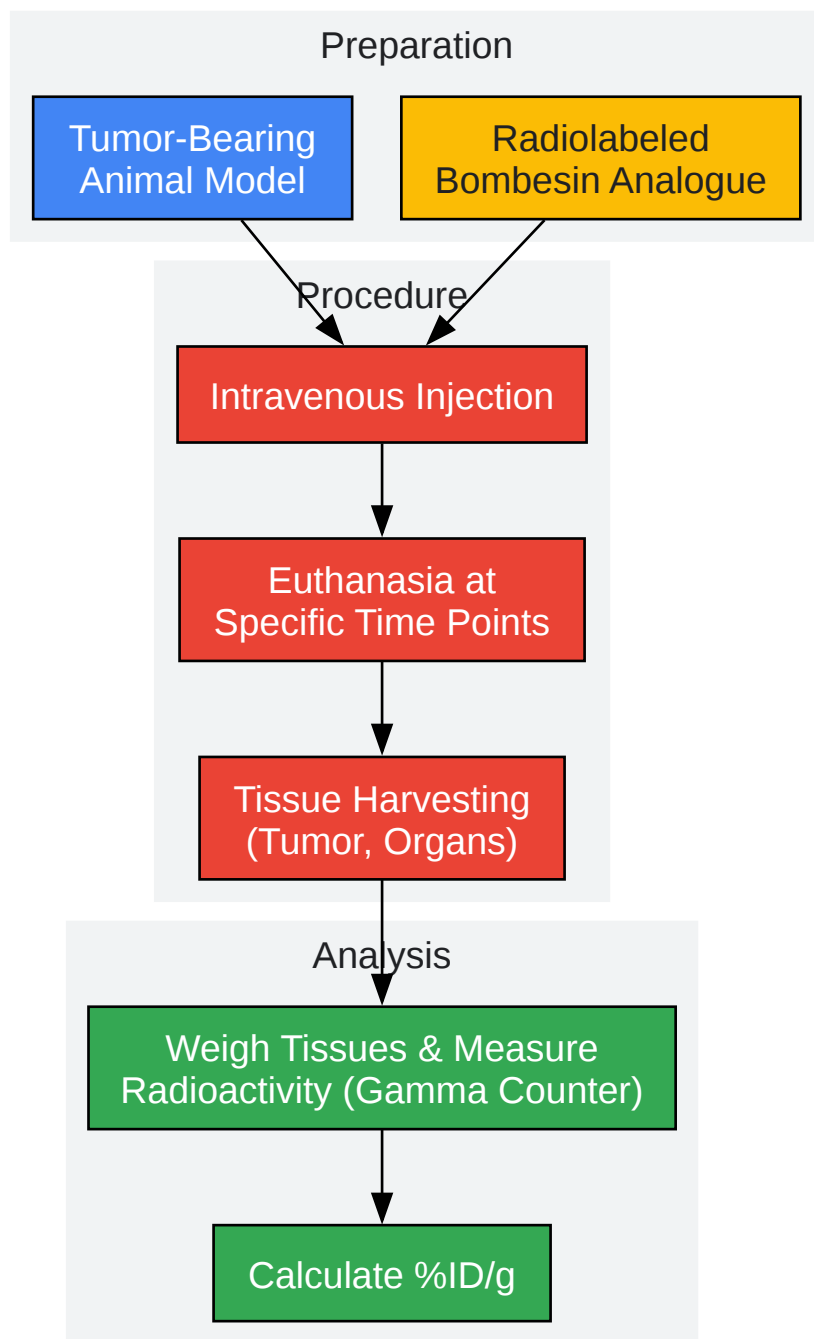 Preparation
Tumor-Bearing
Animal Model
Radiolabeled
Bombesin Analogue
Procedure
Intravenous Injection
Euthanasia at
Specific Time Points
Tissue Harvesting
(Tumor, Organs)
Analysis
Weigh Tissues & Measure
Radioactivity (Gamma Counter)
Calculate %ID/g